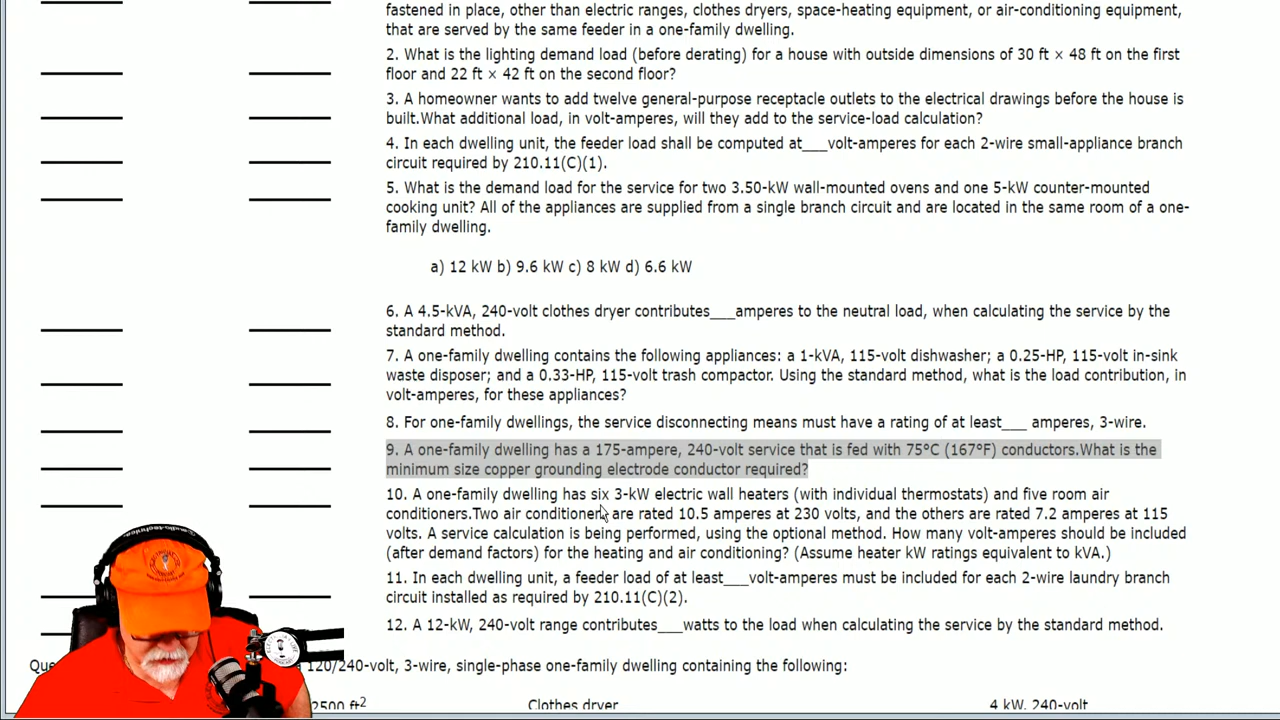 fastened in place, other than electric ranges, clothes dryers, space-heating equipment, or air-conditioning equipment,
that are served by the same feeder in a one-family dwelling.
2. What is the lighting demand load (before derating) for a house with outside dimensions of 30 ft × 48 ft on the first
floor and 22 ft × 42 ft on the second floor?
3. A homeowner wants to add twelve general-purpose receptacle outlets to the electrical drawings before the house is
built.What additional load, in volt-amperes, will they add to the service-load calculation?
4. In each dwelling unit, the feeder load shall be computed at___volt-amperes for each 2-wire small-appliance branch
circuit required by 210.11(C)(1).
5. What is the demand load for the service for two 3.50-kW wall-mounted ovens and one 5-kW counter-mounted
cooking unit? All of the appliances are supplied from a single branch circuit and are located in the same room of a one-
family dwelling.
a) 12 kW b) 9.6 kW c) 8 kW d) 6.6 kW
6. A 4.5-kVA, 240-volt clothes dryer contributes___amperes to the neutral load, when calculating the service by the
standard method.
7. A one-family dwelling contains the following appliances: a 1-kVA, 115-volt dishwasher; a 0.25-HP, 115-volt in-sink
waste disposer; and a 0.33-HP, 115-volt trash compactor. Using the standard method, what is the load contribution, in
volt-amperes, for these appliances?
8. For one-family dwellings, the service disconnecting means must have a rating of at least___ amperes, 3-wire.
9. A one-family dwelling has a 175-ampere, 240-volt service that is fed with 75°C (167°F) conductors.What is the
minimum size copper grounding electrode conductor required?
10. A one-family dwelling has six 3-kW electric wall heaters (with individual thermostats) and five room air
conditioners.Two air conditioners are rated 10.5 amperes at 230 volts, and the others are rated 7.2 amperes at 115
volts. A service calculation is being performed, using the optional method. How many volt-amperes should be included
(after demand factors) for the heating and air conditioning? (Assume heater kW ratings equivalent to kVA.)
11. In each dwelling unit, a feeder load of at least___volt-amperes must be included for each 2-wire laundry branch
circuit installed as required by 210.11(C)(2).
12. A 12-kW, 240-volt range contributes___watts to the load when calculating the service by the standard method.
120/240-volt, 3-wire, single-phase one-family dwelling containing the following:
2500 ft² Clothes dryer 4 kW, 240-volt